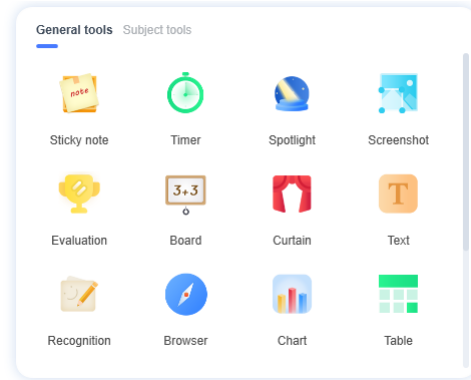 General tools Subject tools
note
Sticky note Timer Spotlight Screenshot
3+3
T
Evaluation Board Curtain Text
Recognition Browser Chart Table